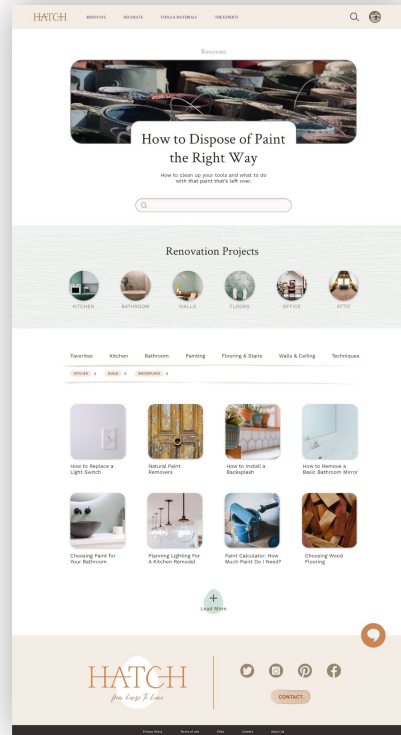 HATCH
RENOVATE DECORATE TOOLS & MATERIALS THE EXPERTS
Renovate
How to Dispose of Paint
the Right Way
How to clean up your tools and what to do
with that paint that's left over.
Renovation Projects
KITCHEN BATHROOM WALLS FLOORS OFFICE ATTIC
Favorites Kitchen Bathroom Painting Flooring & Stairs Walls & Ceiling Techniques
KITCHEN x BUILD x BACKSPLASH x
How to Replace a
Light Switch
Natural Paint
Removers
How to Install a
Backsplash
How to Remove a
Basic Bathroom Mirror
Choosing Paint for
Your Bathroom
Planning Lighting For
A Kitchen Remodel
Paint Calculator: How
Much Paint Do I Need?
Choosing Wood
Flooring
+
Load More
HATCH
from house to home
CONTACT
Privacy Policy Terms of use FAQs Careers About Us